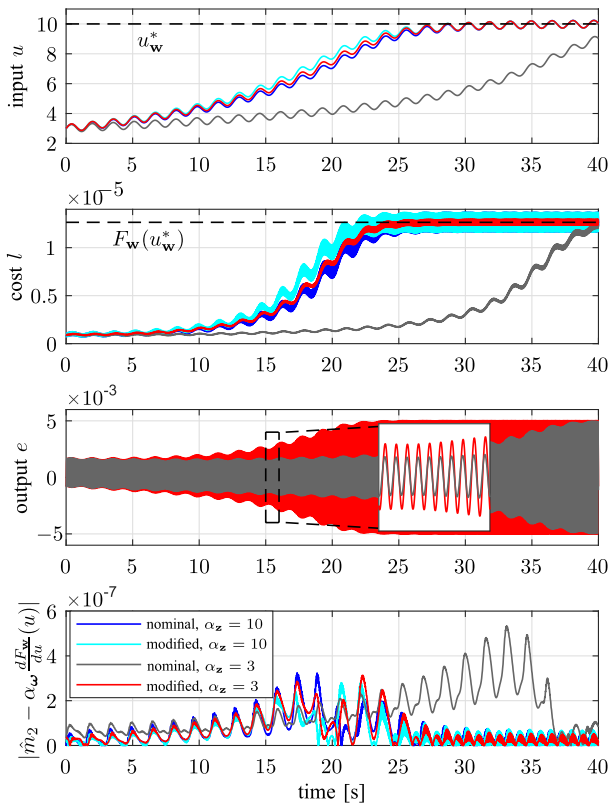 input u
10
8
6
4
2
u*_w
0 5 10 15 20 25 30 35 40
×10^-5
cost l
1
0.5
0
F_w(u*_w)
0 5 10 15 20 25 30 35 40
×10^-3
output e
5
0
-5
0 5 10 15 20 25 30 35 40
×10^-7
|m̂_2 − α_ω dF_w/du (u)|
6
4
2
0
nominal, α_z = 10
modified, α_z = 10
nominal, α_z = 3
modified, α_z = 3
0 5 10 15 20 25 30 35 40
time [s]